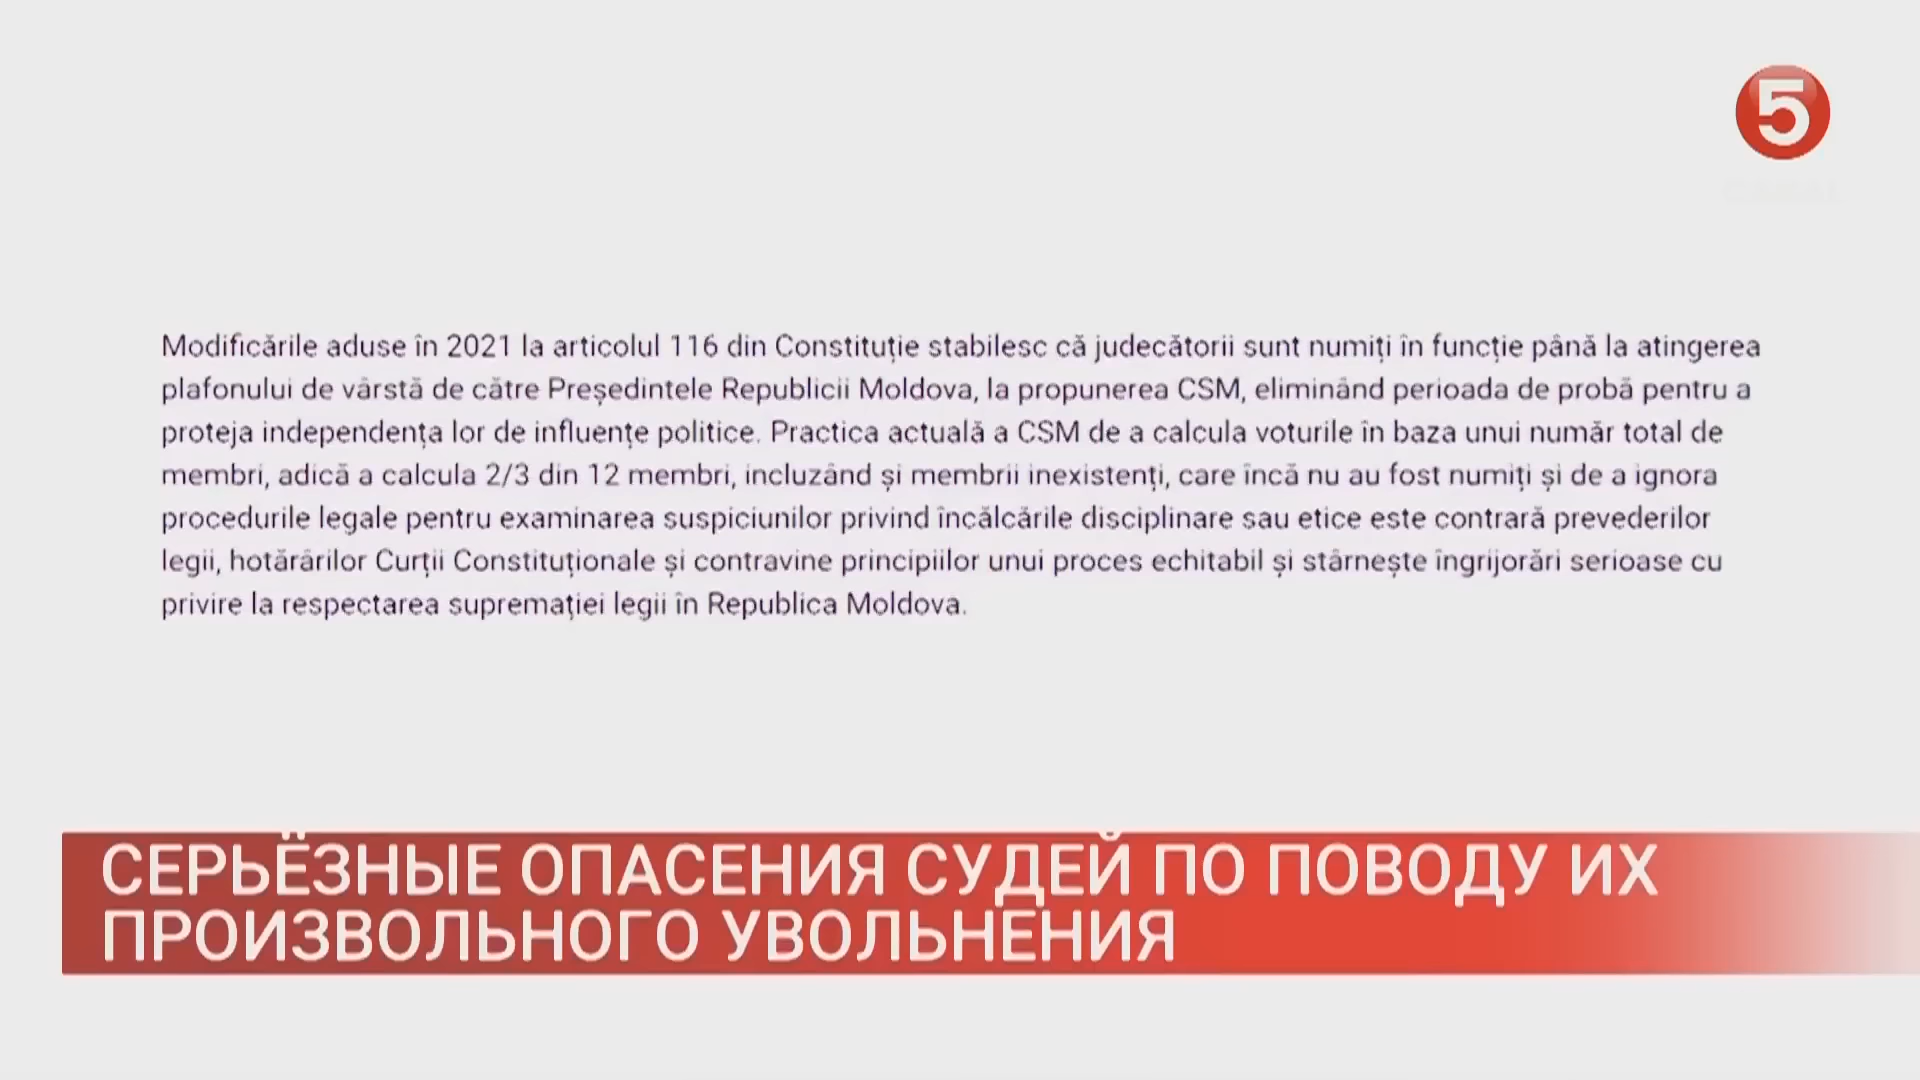 5
Modificările aduse în 2021 la articolul 116 din Constituție stabilesc că judecătorii sunt numiți în funcție până la atingerea
plafonului de vârstă de către Președintele Republicii Moldova, la propunerea CSM, eliminând perioada de probă pentru a
proteja independența lor de influențe politice. Practica actuală a CSM de a calcula voturile în baza unui număr total de
membri, adică a calcula 2/3 din 12 membri, incluzând și membrii inexistenți, care încă nu au fost numiți și de a ignora
procedurile legale pentru examinarea suspiciunilor privind încălcările disciplinare sau etice este contrară prevederilor
legii, hotărârilor Curții Constituționale și contravine principiilor unui proces echitabil și stârnește îngrijorări serioase cu
privire la respectarea supremației legii în Republica Moldova.
СЕРЬЁЗНЫЕ ОПАСЕНИЯ СУДЕЙ ПО ПОВОДУ ИХ
ПРОИЗВОЛЬНОГО УВОЛЬНЕНИЯ